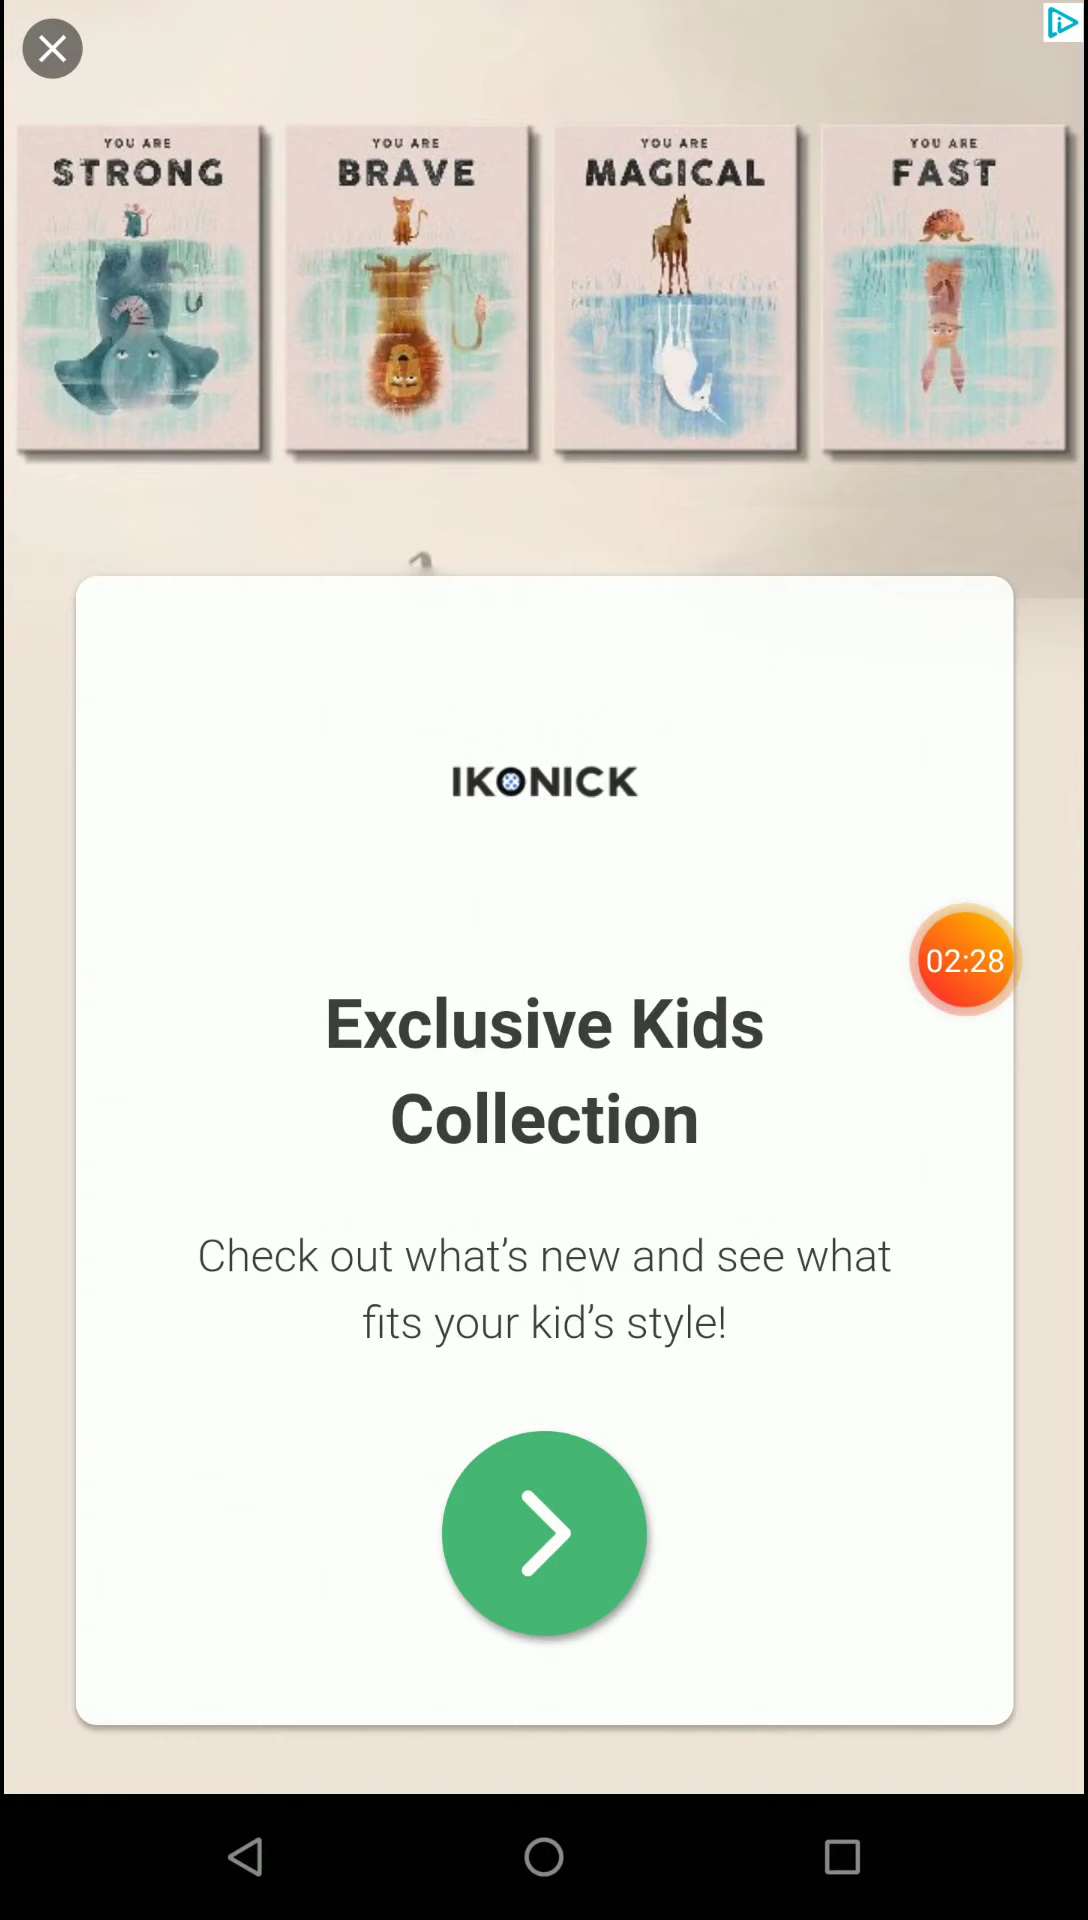 YOU ARE
STRONG
YOU ARE
BRAVE
YOU ARE
MAGICAL
YOU ARE
FAST
IKONICK
02:28
Exclusive Kids
Collection
Check out what’s new and see what
fits your kid’s style!